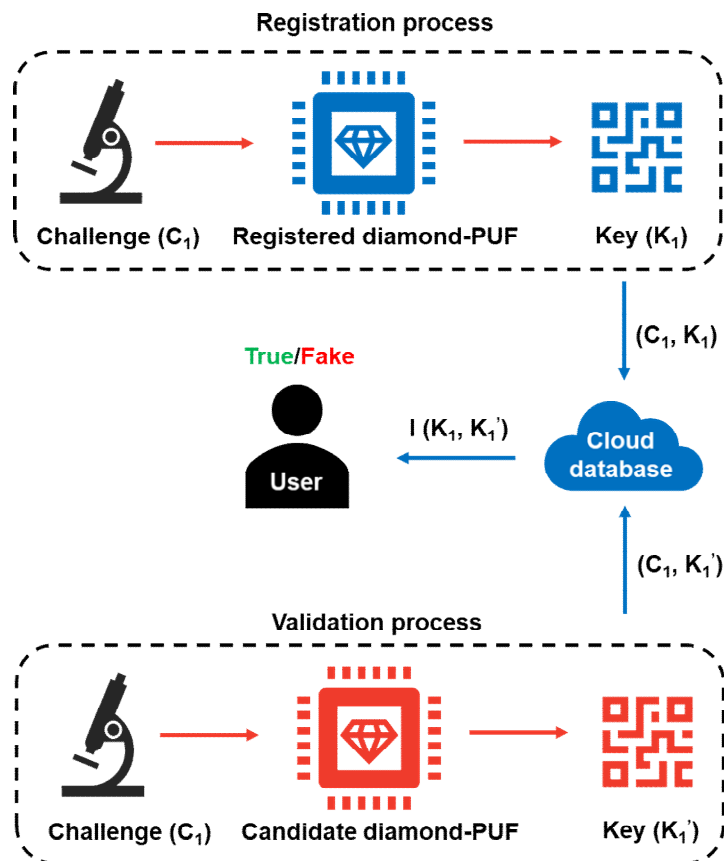 Registration process
Challenge (C₁)
Registered diamond-PUF
Key (K₁)
(C₁, K₁)
True/Fake
I (K₁, K₁’)
Cloud
database
User
(C₁, K₁’)
Validation process
Challenge (C₁)
Candidate diamond-PUF
Key (K₁’)